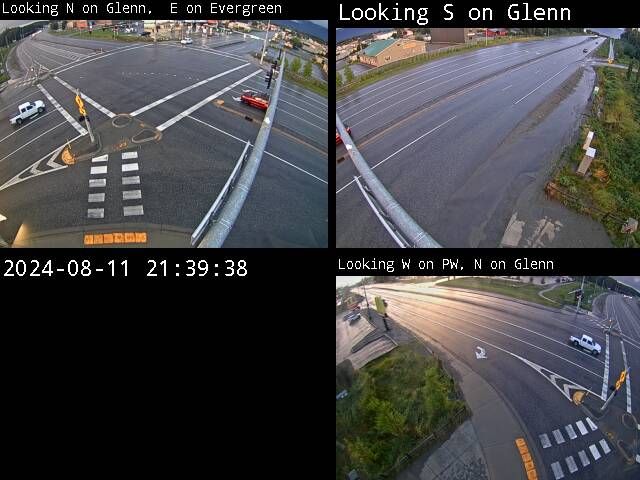 Looking N on Glenn,  E on Evergreen
Looking S on Glenn
2024-08-11 21:39:38
Looking W on PW, N on Glenn